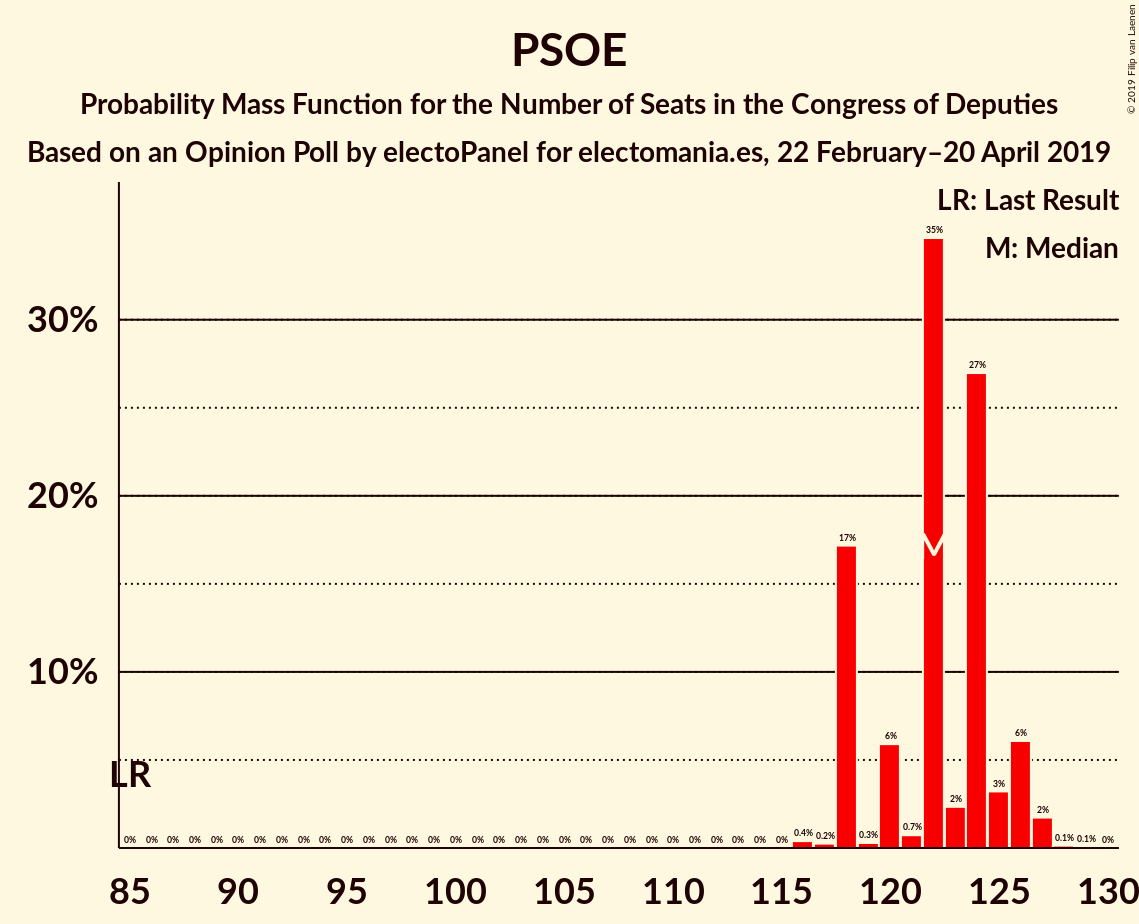 PSOE
Probability Mass Function for the Number of Seats in the Congress of Deputies
Based on an Opinion Poll by electoPanel for electomania.es, 22 February–20 April 2019
© 2019 Filip van Laenen
LR: Last Result
M: Median
35%
30%
27%
20%
17%
M
10%
6% 6%
LR
0% 0% 0% 0% 0% 0% 0% 0% 0% 0% 0% 0% 0% 0% 0% 0% 0% 0% 0% 0% 0% 0% 0% 0% 0% 0% 0% 0% 0% 0% 0% 0.4% 0.2% 0.3% 0.7% 2% 3% 2% 0.1% 0.1% 0%
85 90 95 100 105 110 115 120 125 130